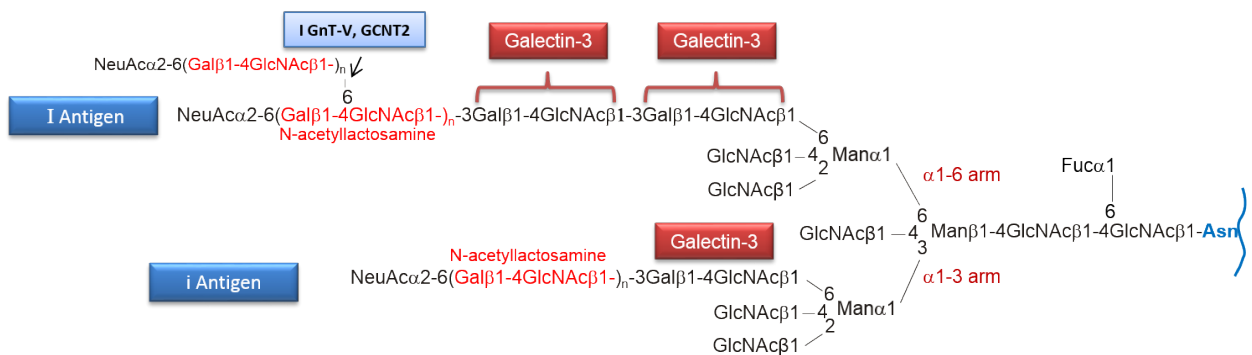 I GnT-V, GCNT2
Galectin-3
Galectin-3
NeuAcα2-6(Galβ1-4GlcNAcβ1-)n
6
I Antigen
NeuAcα2-6(Galβ1-4GlcNAcβ1-)n-3Galβ1-4GlcNAcβ1-3Galβ1-4GlcNAcβ1
N-acetyllactosamine
6
GlcNAcβ1 4 Manα1
2
GlcNAcβ1
α1-6 arm
Fucα1
6
6
GlcNAcβ1 4 Manβ1-4GlcNAcβ1-4GlcNAcβ1-Asn
3
Galectin-3
N-acetyllactosamine
α1-3 arm
i Antigen
NeuAcα2-6(Galβ1-4GlcNAcβ1-)n-3Galβ1-4GlcNAcβ1
6
GlcNAcβ1 4 Manα1
2
GlcNAcβ1